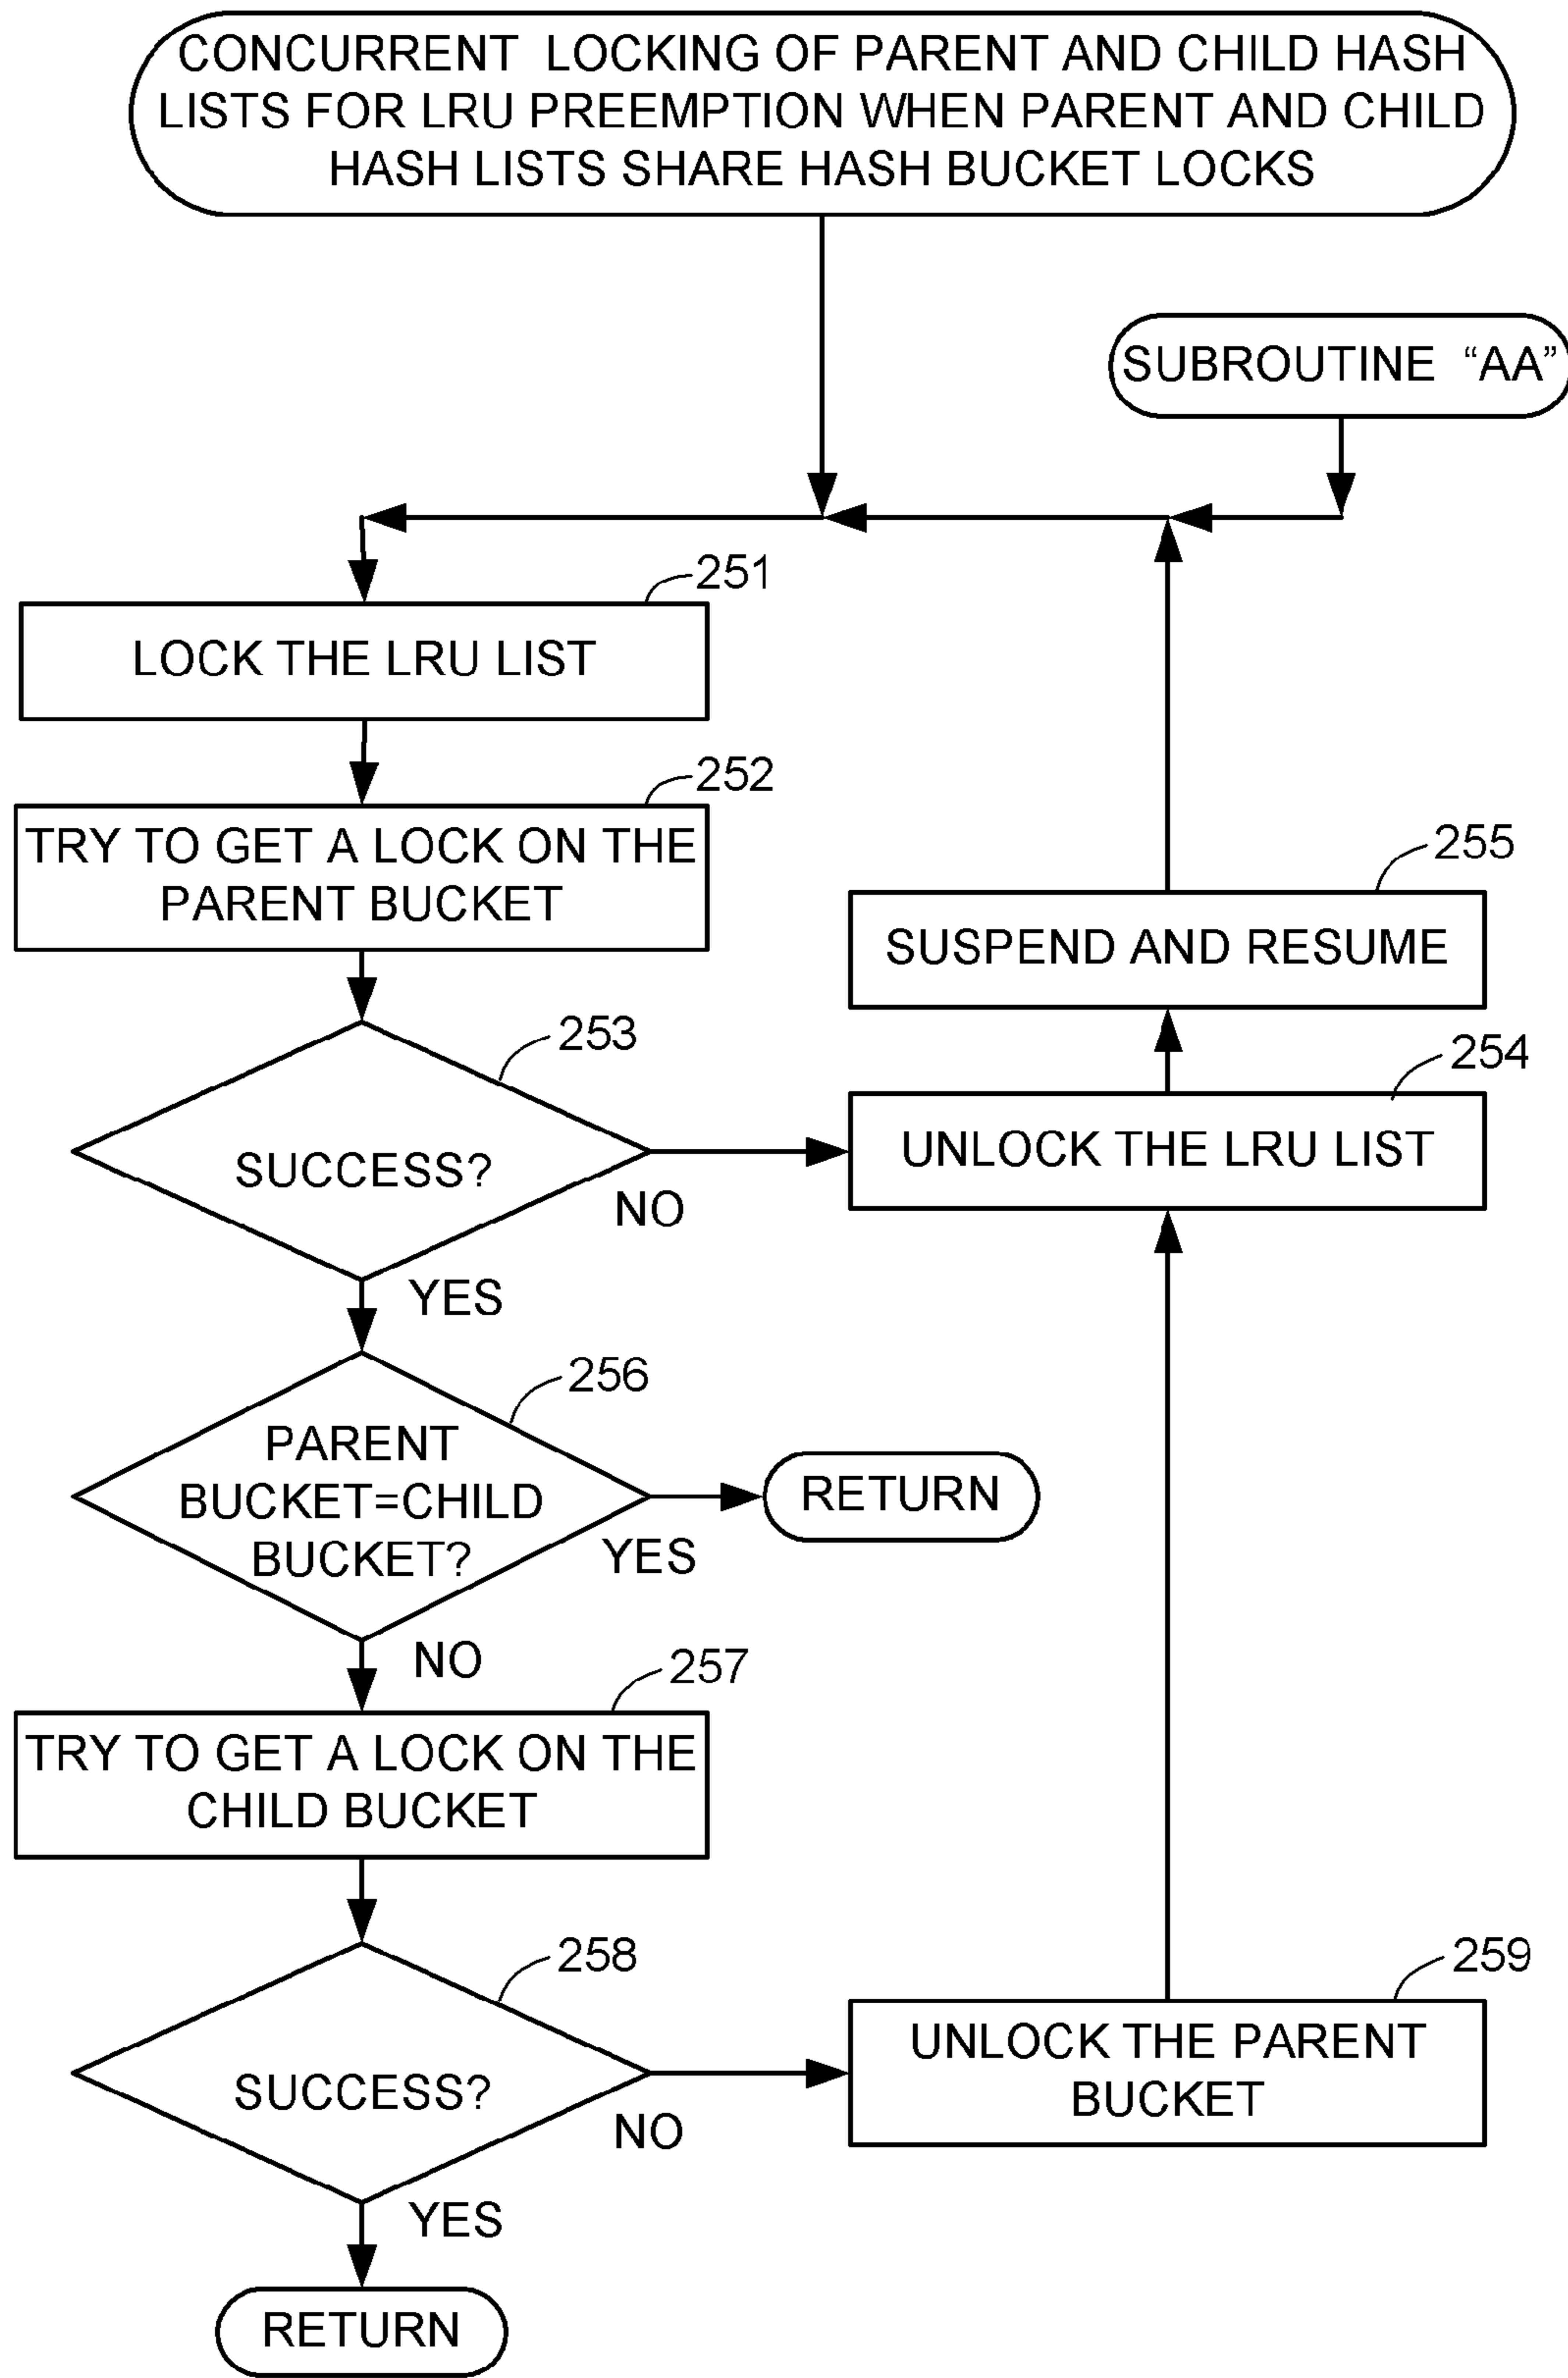 CONCURRENT LOCKING OF PARENT AND CHILD HASH
LISTS FOR LRU PREEMPTION WHEN PARENT AND CHILD
HASH LISTS SHARE HASH BUCKET LOCKS
SUBROUTINE “AA”
251
LOCK THE LRU LIST
252
TRY TO GET A LOCK ON THE
PARENT BUCKET
255
SUSPEND AND RESUME
253
SUCCESS?
NO
YES
254
UNLOCK THE LRU LIST
256
PARENT
BUCKET=CHILD
BUCKET?
YES
RETURN
NO
257
TRY TO GET A LOCK ON THE
CHILD BUCKET
258
SUCCESS?
NO
259
UNLOCK THE PARENT
BUCKET
YES
RETURN